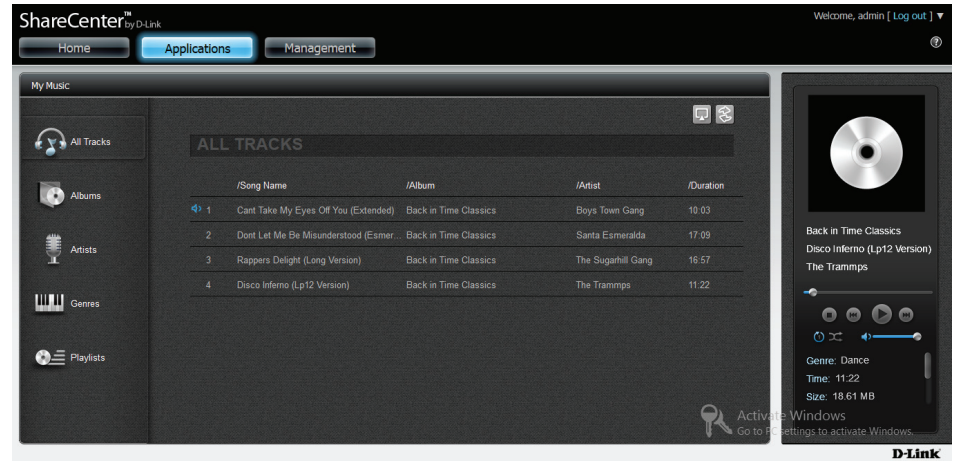 ShareCenter™ by D-Link
Welcome, admin [ Log out ] ▼
Home Applications Management
?
My Music
All Tracks
Albums
Artists
Genres
Playlists
ALL TRACKS
/Song Name /Album /Artist /Duration
1 Cant Take My Eyes Off You (Extended) Back in Time Classics Boys Town Gang 10:03
2 Dont Let Me Be Misunderstood (Esmer... Back in Time Classics Santa Esmeralda 17:09
3 Rappers Delight (Long Version) Back in Time Classics The Sugarhill Gang 16:57
4 Disco Inferno (Lp12 Version) Back in Time Classics The Trammps 11:22
Back in Time Classics
Disco Inferno (Lp12 Version)
The Trammps
1
Genre: Dance
Time: 11:22
Size: 18.61 MB
Activate Windows
Go to PC settings to activate Windows.
D-Link